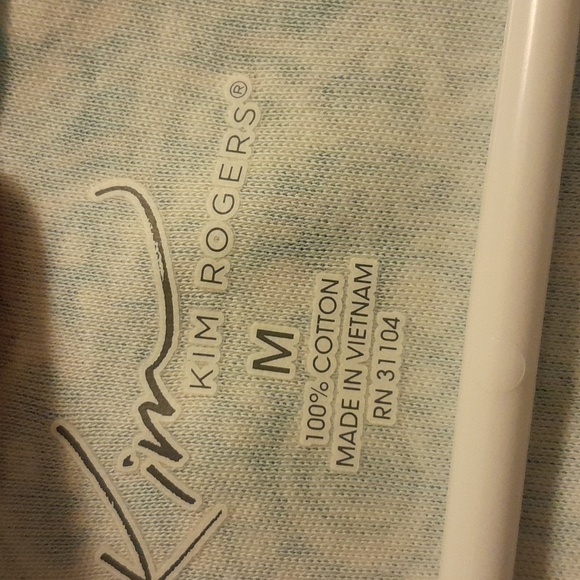 Kim
KIM ROGERS®
M
100% COTTON
MADE IN VIETNAM
RN 31104